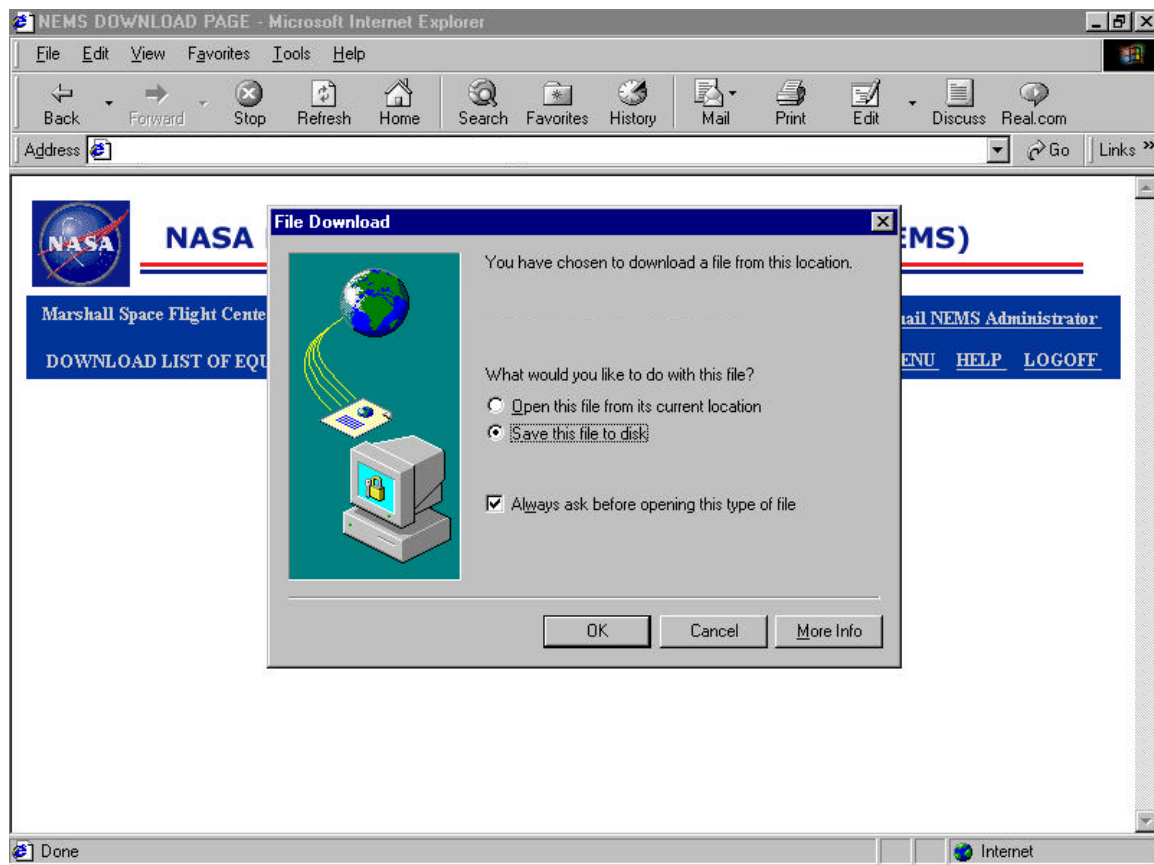 NEMS DOWNLOAD PAGE - Microsoft Internet Explorer
File Edit View Favorites Tools Help
Back Forward Stop Refresh Home Search Favorites History Mail Print Edit Discuss Real.com
Address Go Links »
NASA
NASA EMS)
File Download
You have chosen to download a file from this location.
Marshall Space Flight Cente ail NEMS Administrator
DOWNLOAD LIST OF EQU ENU HELP LOGOFF
What would you like to do with this file?
Open this file from its current location
Save this file to disk
Always ask before opening this type of file
OK Cancel More Info
Done Internet